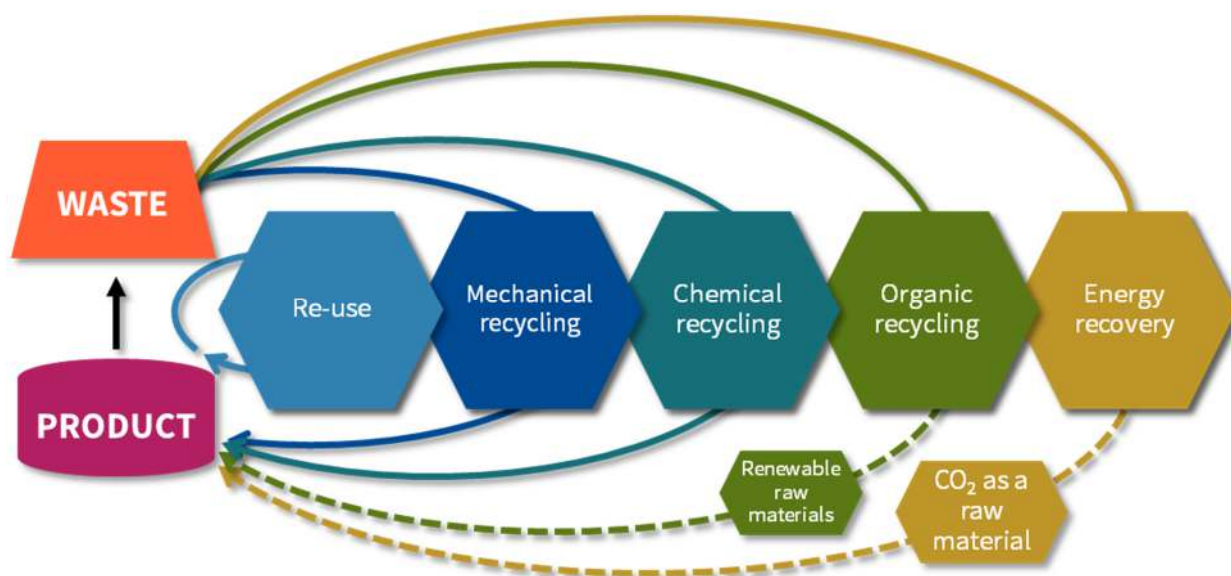 WASTE
PRODUCT
Re-use
Mechanical
recycling
Chemical
recycling
Organic
recycling
Energy
recovery
Renewable
raw
materials
CO₂ as a
raw
material